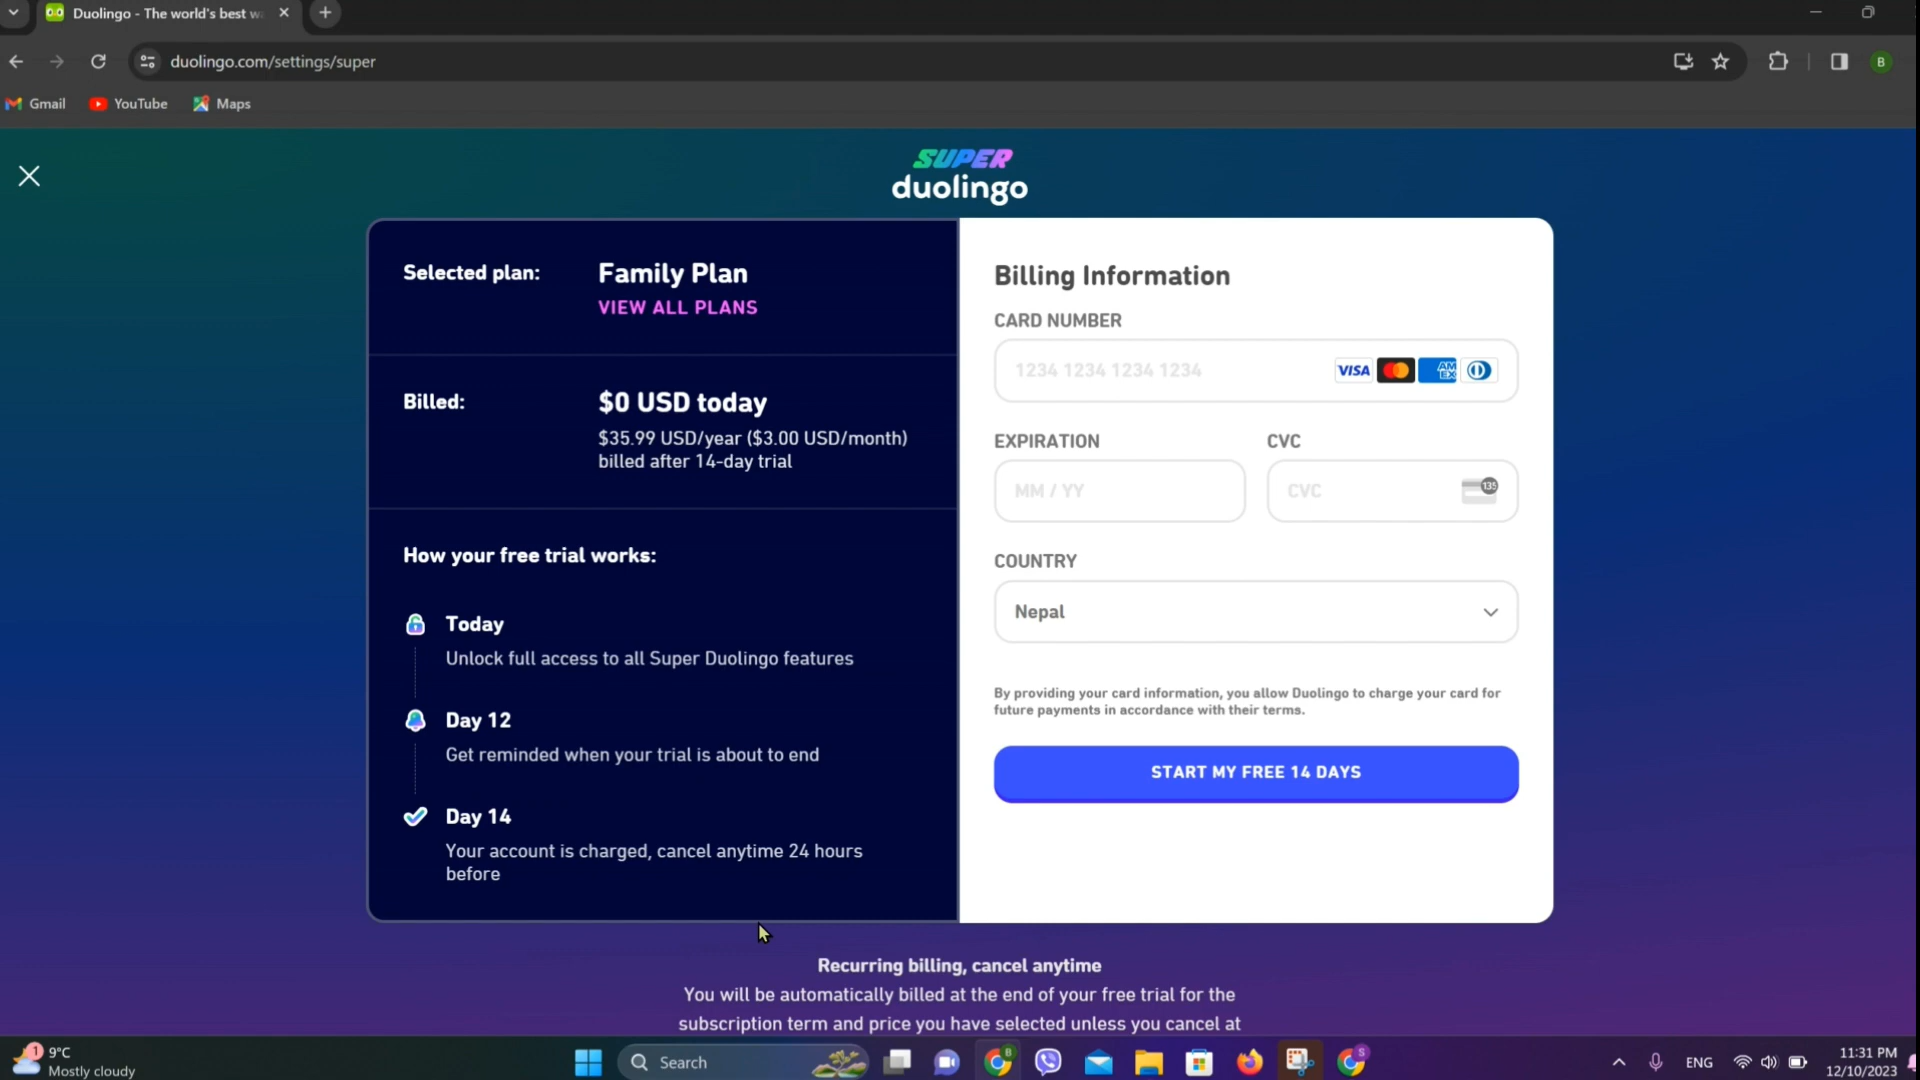 Duolingo - The world's best w
duolingo.com/settings/super
B
Gmail
YouTube
Maps
SUPER
duolingo
Selected plan:
Family Plan
VIEW ALL PLANS
Billed:
$0 USD today
$35.99 USD/year ($3.00 USD/month)
billed after 14-day trial
How your free trial works:
Today
Unlock full access to all Super Duolingo features
Day 12
Get reminded when your trial is about to end
Day 14
Your account is charged, cancel anytime 24 hours
before
Billing Information
CARD NUMBER
1234 1234 1234 1234
VISA
AM
EX
EXPIRATION
CVC
MM / YY
CVC
135
COUNTRY
Nepal
By providing your card information, you allow Duolingo to charge your card for
future payments in accordance with their terms.
START MY FREE 14 DAYS
Recurring billing, cancel anytime
You will be automatically billed at the end of your free trial for the
subscription term and price you have selected unless you cancel at
1
9°C
Mostly cloudy
Search
B
S
ENG
11:31 PM
12/10/2023